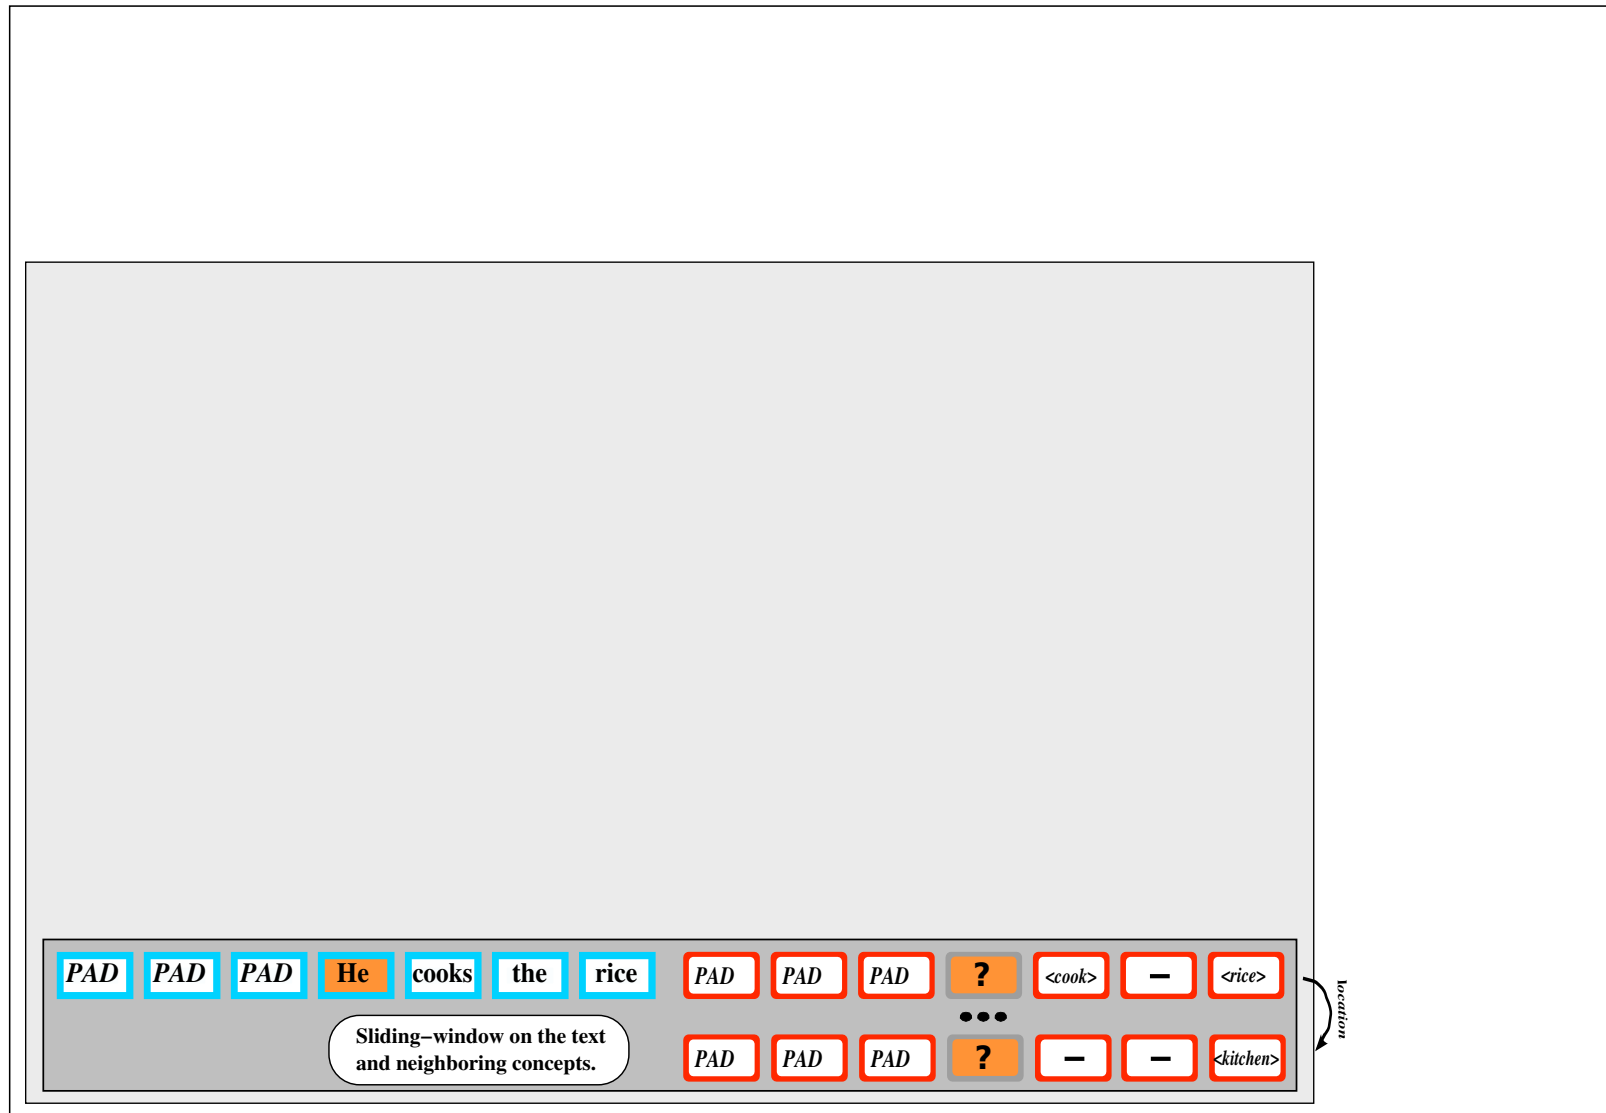 PAD PAD PAD He cooks the rice PAD PAD PAD ? <cook> – <rice>
location
Sliding–window on the text
and neighboring concepts.
PAD PAD PAD ? – – <kitchen>